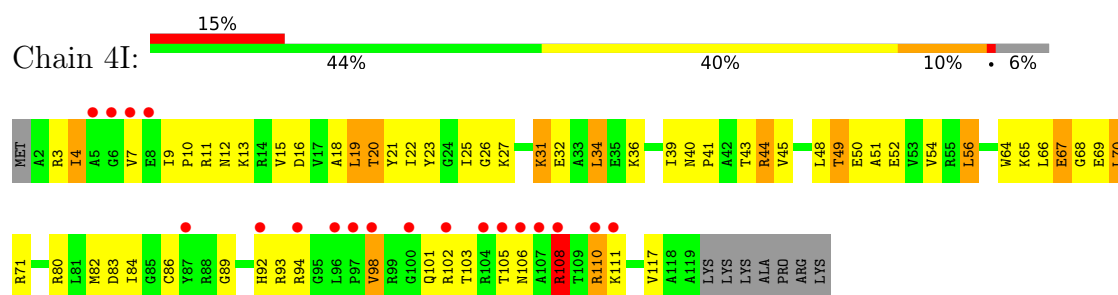 15%
Chain 4I:
44% 40% 10% • 6%
MET A2 R3 I4 A5 G6 V7 E8 I9 P10 R11 N12 K13 R14 V15 D16 V17 A18 L19 T20 Y21 I22 Y23 G24 I25 G26 K27 K31 E32 A33 L34 E35 K36 I39 N40 P41 A42 T43 R44 V45 L48 T49 E50 A51 E52 V53 V54 R55 L56 W64 K65 L66 E67 G68 E69 L70
R71 R80 L81 M82 D83 I84 G85 C86 Y87 R88 G89 H92 R93 R94 G95 L96 P97 V98 R99 G100 Q101 R102 T103 R104 T105 N106 A107 R108 T109 R110 K111 V117 A118 A119 LYS LYS LYS ALA PRO ARG LYS